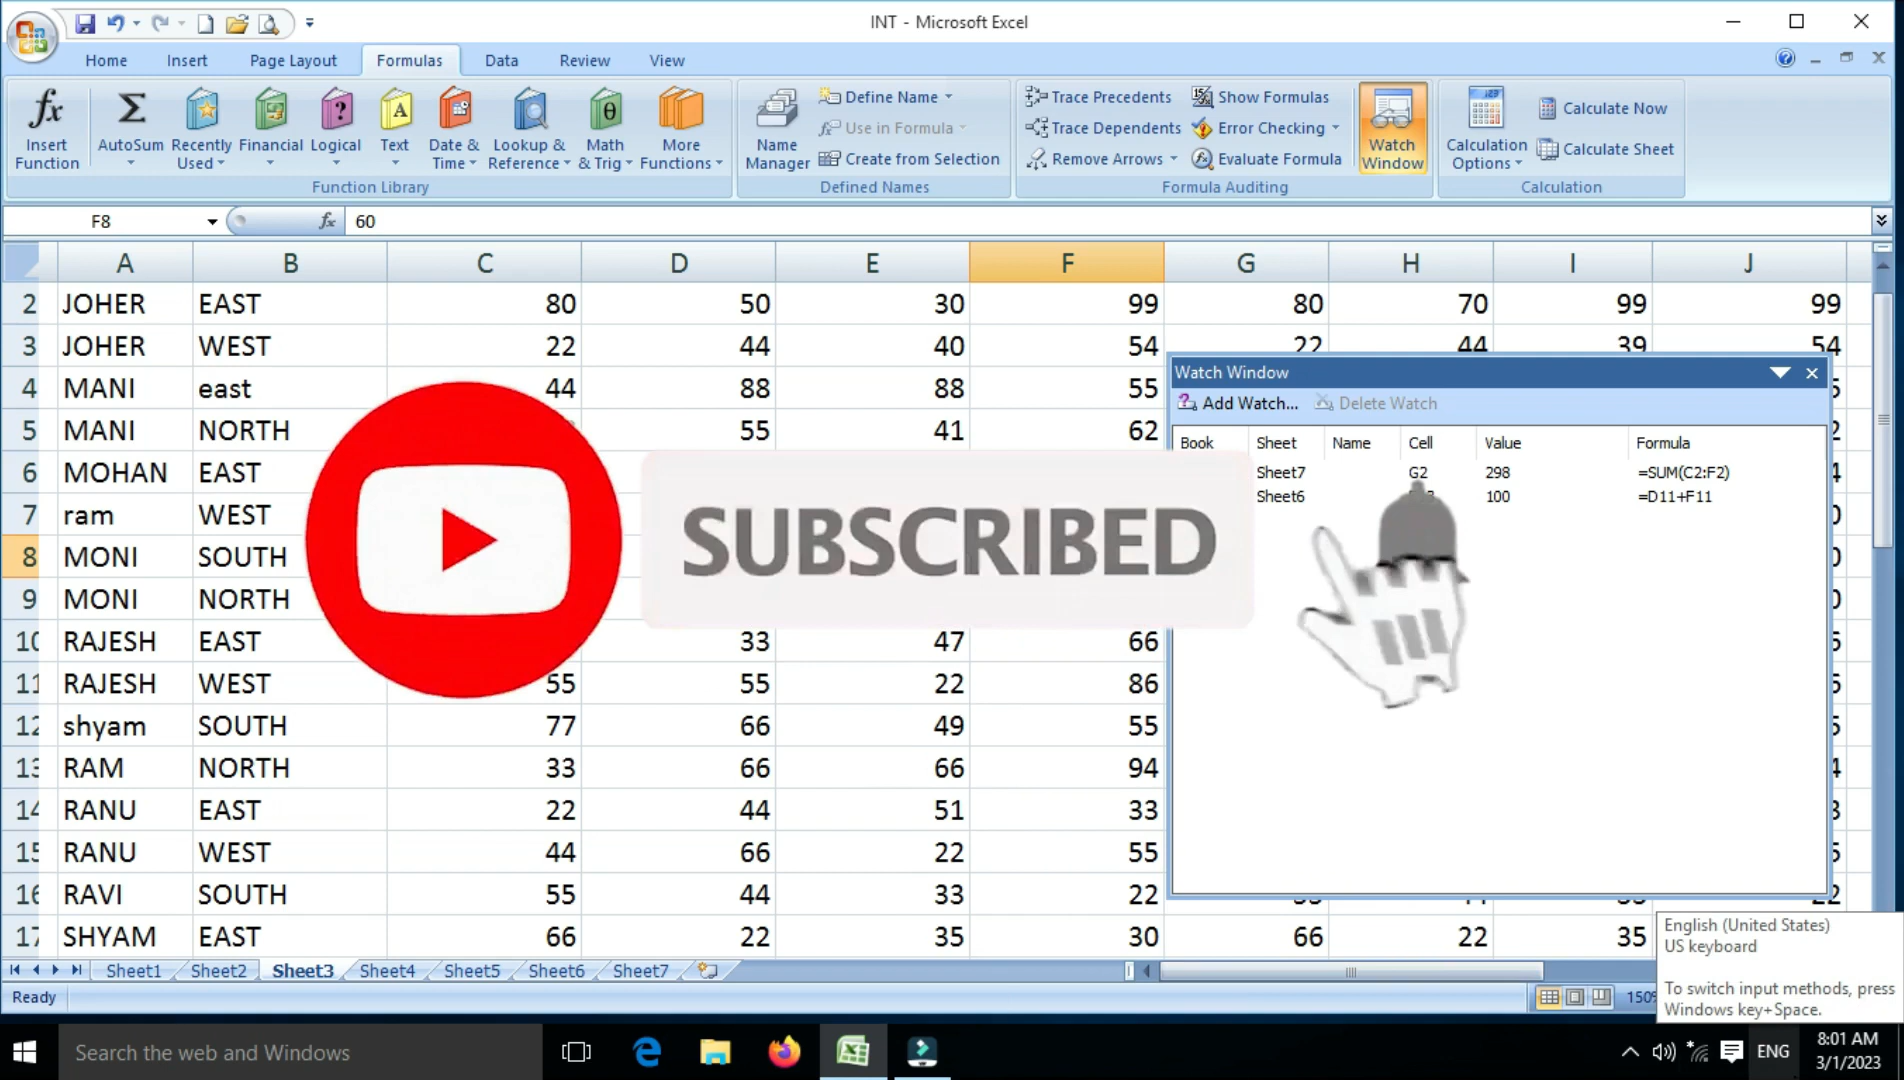 INT - Microsoft Excel
Home Insert Page Layout Formulas Data Review View
Insert Function
AutoSum
Recently Used
Financial
Logical
Text
Date & Time
Lookup & Reference
Math & Trig
More Functions
Function Library
Name Manager
Define Name
Use in Formula
Create from Selection
Defined Names
Trace Precedents
Trace Dependents
Remove Arrows
Show Formulas
Error Checking
Evaluate Formula
Formula Auditing
Watch Window
Calculation Options
Calculate Now
Calculate Sheet
Calculation
F8 fx 60
A B C D E F G H I J
2 JOHER EAST 80 50 30 99 80 70 99 99
3 JOHER WEST 22 44 40 54 22 44 39 54
4 MANI east 44 88 88 55
5 MANI NORTH 55 41 62
6 MOHAN EAST
7 ram WEST
8 MONI SOUTH
9 MONI NORTH
10 RAJESH EAST 33 47 66
11 RAJESH WEST 55 55 22 86
12 shyam SOUTH 77 66 49 55
13 RAM NORTH 33 66 66 94
14 RANU EAST 22 44 51 33
15 RANU WEST 44 66 22 55
16 RAVI SOUTH 55 44 33 22
17 SHYAM EAST 66 22 35 30 66 22 35
Watch Window
Add Watch... Delete Watch
Book Sheet Name Cell Value Formula
Sheet7 G2 298 =SUM(C2:F2)
Sheet6 100 =D11+F11
SUBSCRIBED
Sheet1 Sheet2 Sheet3 Sheet4 Sheet5 Sheet6 Sheet7
Ready
150%
English (United States)
US keyboard
To switch input methods, press
Windows key+Space.
Search the web and Windows
ENG
8:01 AM
3/1/2023